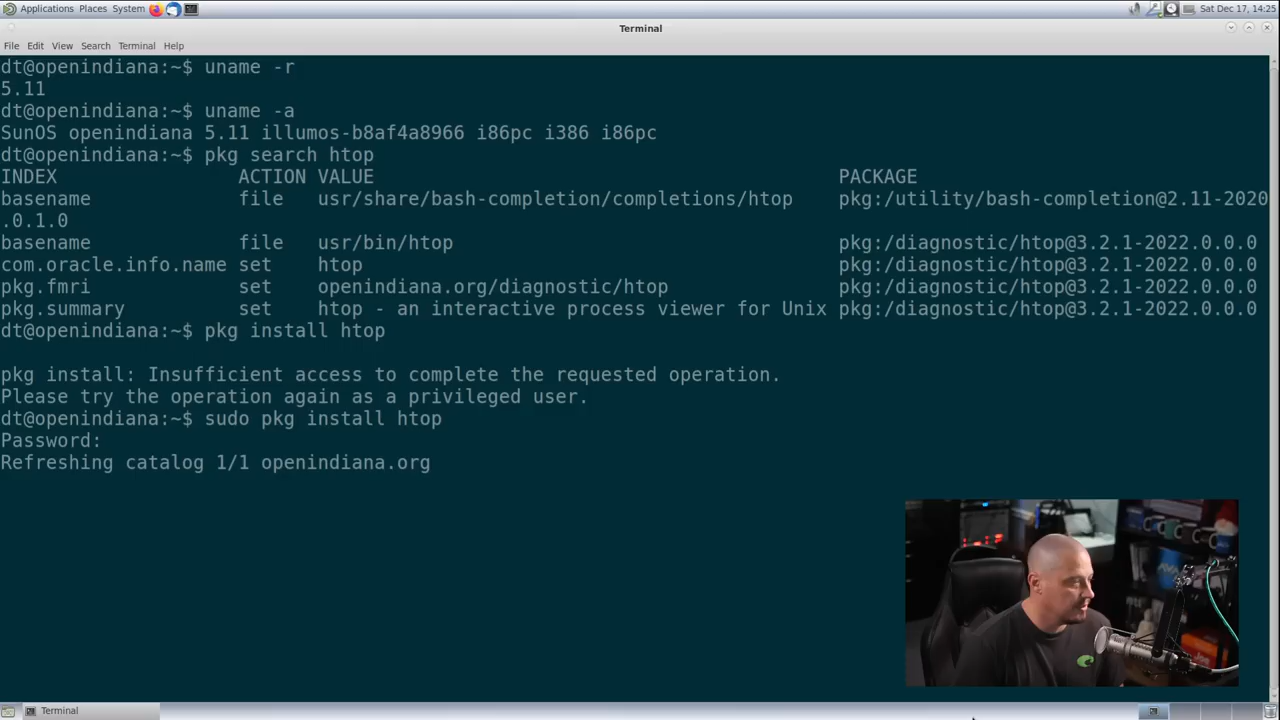 Applications Places System Sat Dec 17, 14:25
Terminal
File Edit View Search Terminal Help
dt@openindiana:~$ uname -r
5.11
dt@openindiana:~$ uname -a
SunOS openindiana 5.11 illumos-b8af4a8966 i86pc i386 i86pc
dt@openindiana:~$ pkg search htop
INDEX ACTION VALUE PACKAGE
basename file usr/share/bash-completion/completions/htop pkg:/utility/bash-completion@2.11-2020
.0.1.0
basename file usr/bin/htop pkg:/diagnostic/htop@3.2.1-2022.0.0.0
com.oracle.info.name set htop pkg:/diagnostic/htop@3.2.1-2022.0.0.0
pkg.fmri set openindiana.org/diagnostic/htop pkg:/diagnostic/htop@3.2.1-2022.0.0.0
pkg.summary set htop - an interactive process viewer for Unix pkg:/diagnostic/htop@3.2.1-2022.0.0.0
dt@openindiana:~$ pkg install htop
pkg install: Insufficient access to complete the requested operation.
Please try the operation again as a privileged user.
dt@openindiana:~$ sudo pkg install htop
Password:
Refreshing catalog 1/1 openindiana.org
Terminal